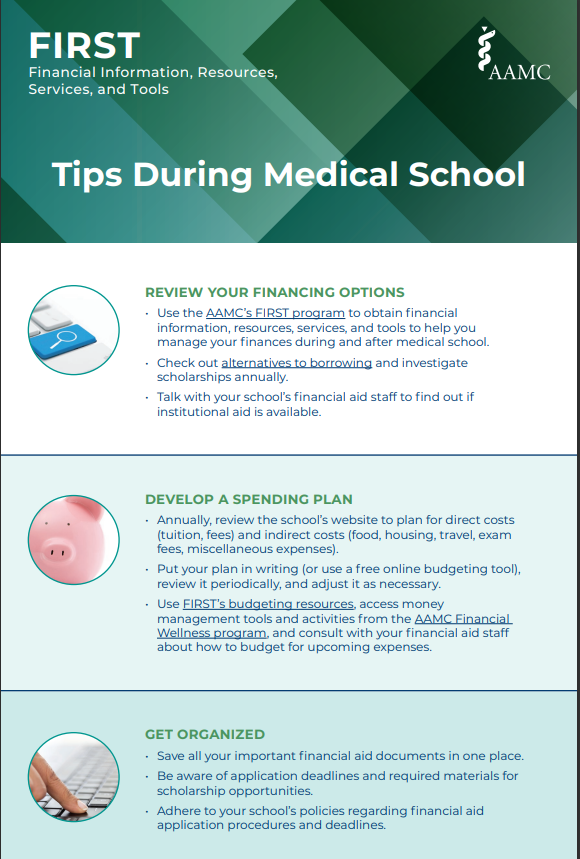 FIRST
Financial Information, Resources,
Services, and Tools
AAMC
Tips During Medical School
REVIEW YOUR FINANCING OPTIONS
• Use the AAMC’s FIRST program to obtain financial
information, resources, services, and tools to help you
manage your finances during and after medical school.
• Check out alternatives to borrowing and investigate
scholarships annually.
• Talk with your school’s financial aid staff to find out if
institutional aid is available.
DEVELOP A SPENDING PLAN
• Annually, review the school’s website to plan for direct costs
(tuition, fees) and indirect costs (food, housing, travel, exam
fees, miscellaneous expenses).
• Put your plan in writing (or use a free online budgeting tool),
review it periodically, and adjust it as necessary.
• Use FIRST’s budgeting resources, access money
management tools and activities from the AAMC Financial
Wellness program, and consult with your financial aid staff
about how to budget for upcoming expenses.
GET ORGANIZED
• Save all your important financial aid documents in one place.
• Be aware of application deadlines and required materials for
scholarship opportunities.
• Adhere to your school’s policies regarding financial aid
application procedures and deadlines.